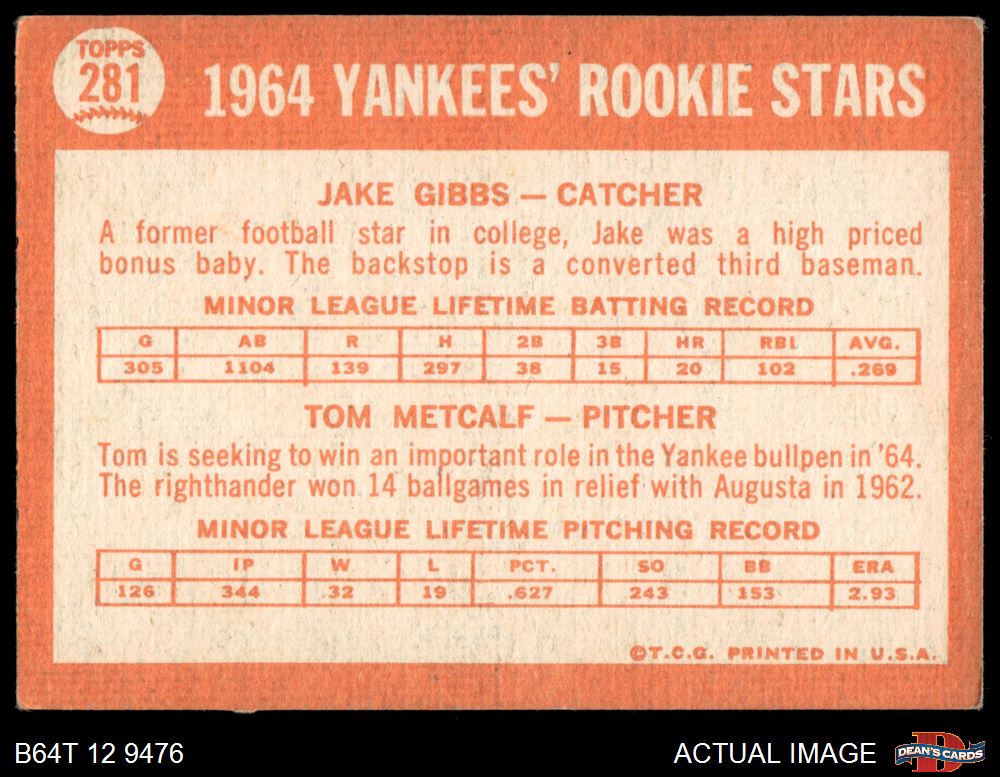 TOPPS
281
1964 YANKEES' ROOKIE STARS
JAKE GIBBS — CATCHER
A former football star in college, Jake was a high priced
bonus baby. The backstop is a converted third baseman.
MINOR LEAGUE LIFETIME BATTING RECORD
G AB R H 2B 3B HR RBI AVG.
305 1104 139 297 38 15 20 102 .269
TOM METCALF — PITCHER
Tom is seeking to win an important role in the Yankee bullpen in '64.
The righthander won 14 ballgames in relief with Augusta in 1962.
MINOR LEAGUE LIFETIME PITCHING RECORD
G IP W L PCT. SO BB ERA
126 344 32 19 .627 243 153 2.93
©T.C.G. PRINTED IN U.S.A.
B64T 12 9476
ACTUAL IMAGE
D
DEAN'S CARDS